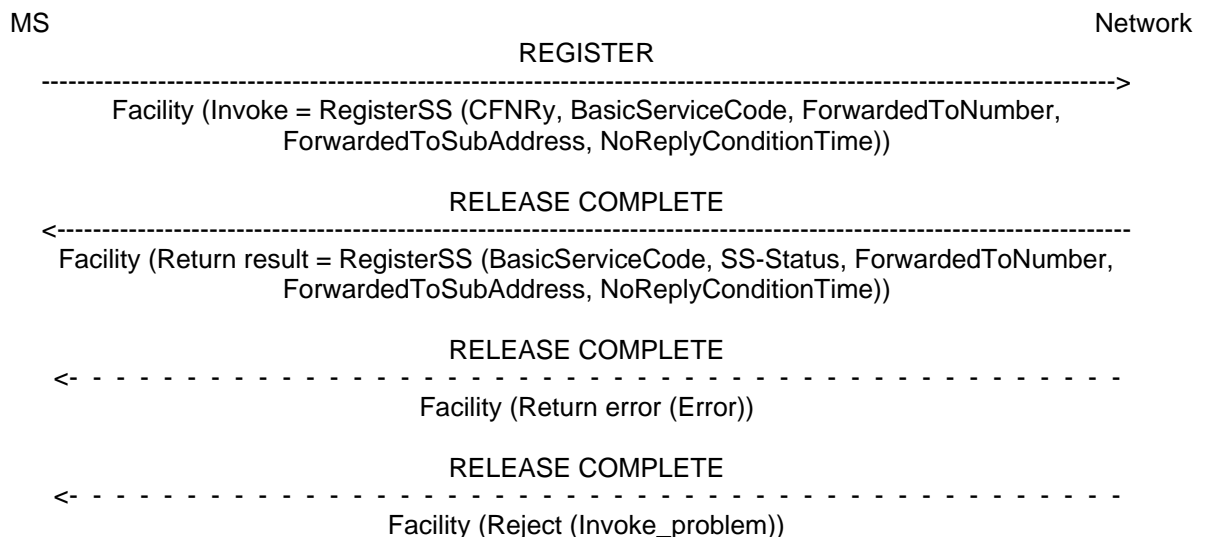 MS Network
REGISTER
------------------------------------------------------------------------------------------------------------------------>
Facility (Invoke = RegisterSS (CFNRy, BasicServiceCode, ForwardedToNumber,
ForwardedToSubAddress, NoReplyConditionTime))
RELEASE COMPLETE
<------------------------------------------------------------------------------------------------------------------------
Facility (Return result = RegisterSS (BasicServiceCode, SS-Status, ForwardedToNumber,
ForwardedToSubAddress, NoReplyConditionTime))
RELEASE COMPLETE
<- - - - - - - - - - - - - - - - - - - - - - - - - - - - - - - - - - - - - - - - - - - - -
Facility (Return error (Error))
RELEASE COMPLETE
<- - - - - - - - - - - - - - - - - - - - - - - - - - - - - - - - - - - - - - - - - - - - -
Facility (Reject (Invoke_problem))